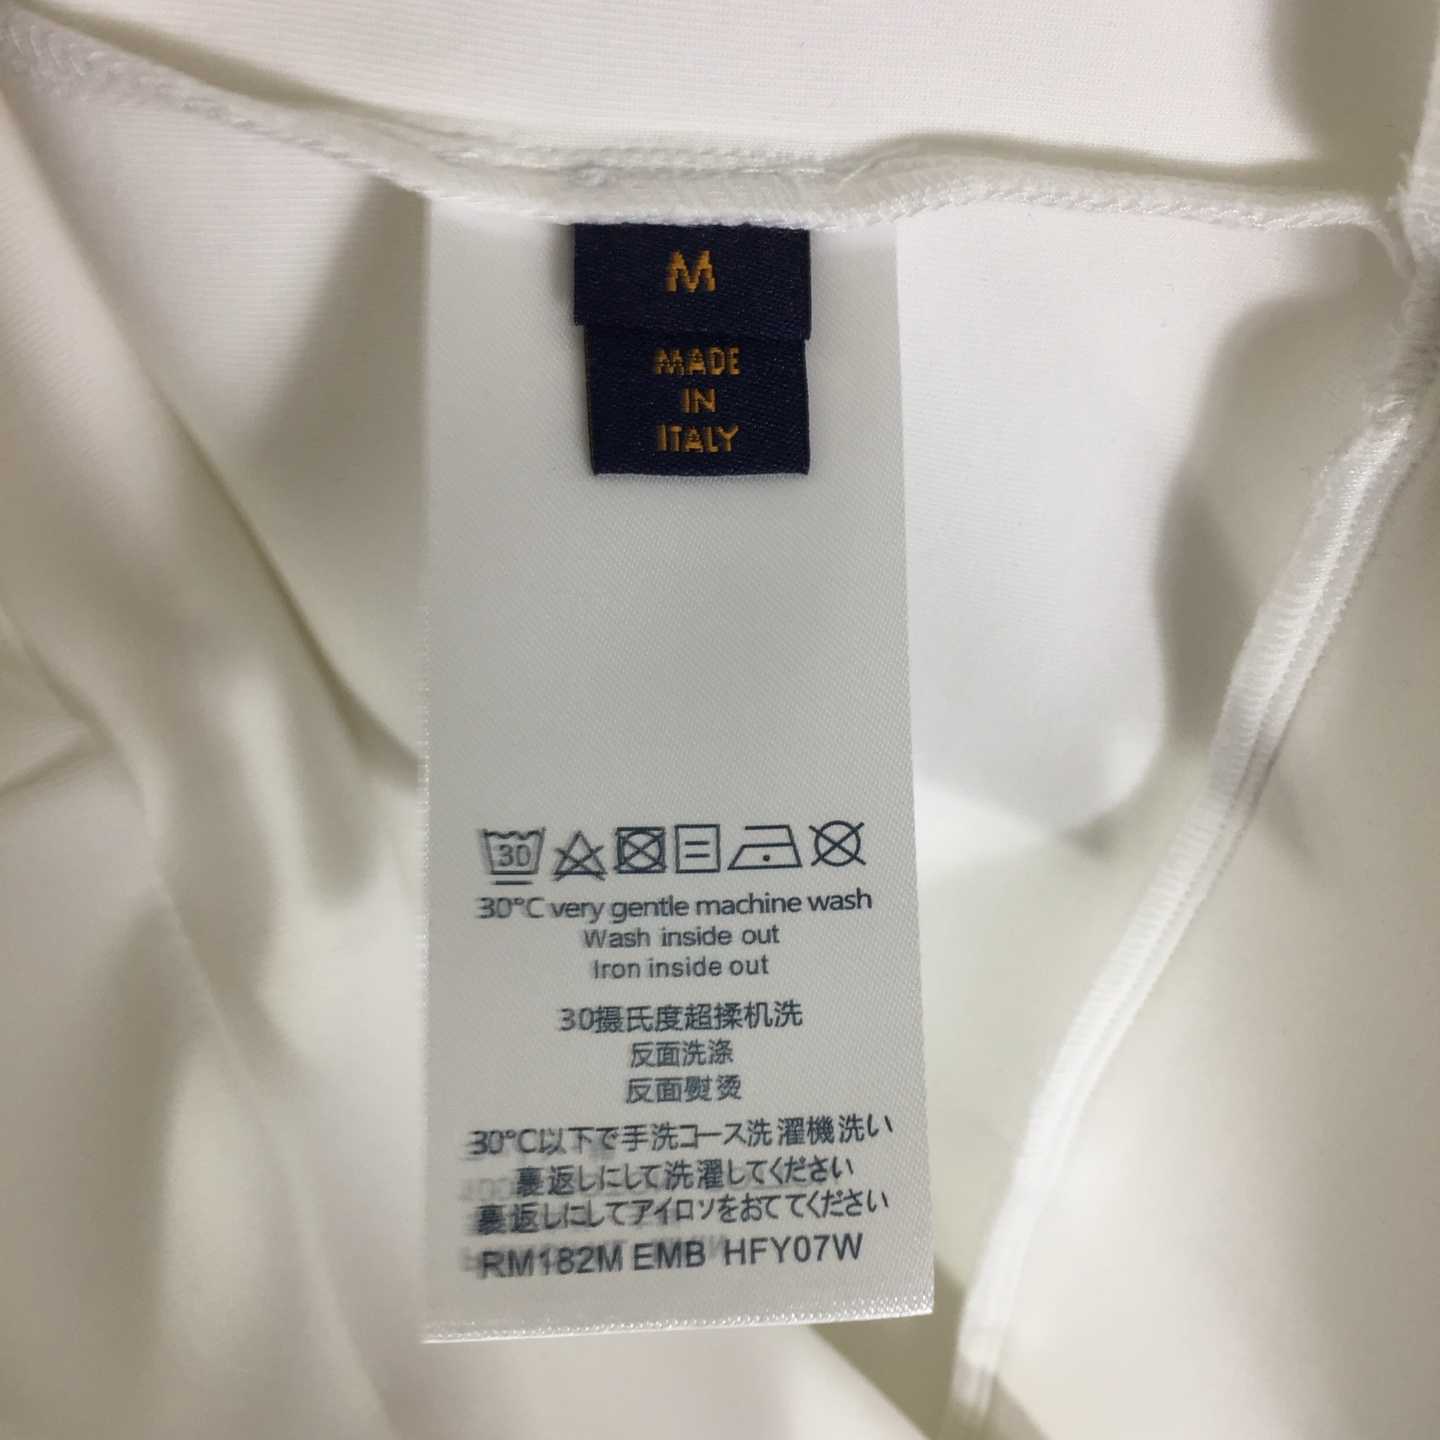 M
MADE
IN
ITALY
30
30°C very gentle machine wash
Wash inside out
Iron inside out
30摄氏度超揉机洗
反面洗涤
反面熨烫
30°C以下で手洗コース洗濯機洗い
裏返しにして洗濯してください
裏返しにしてアイロソをおててください
RM182M EMB HFY07W